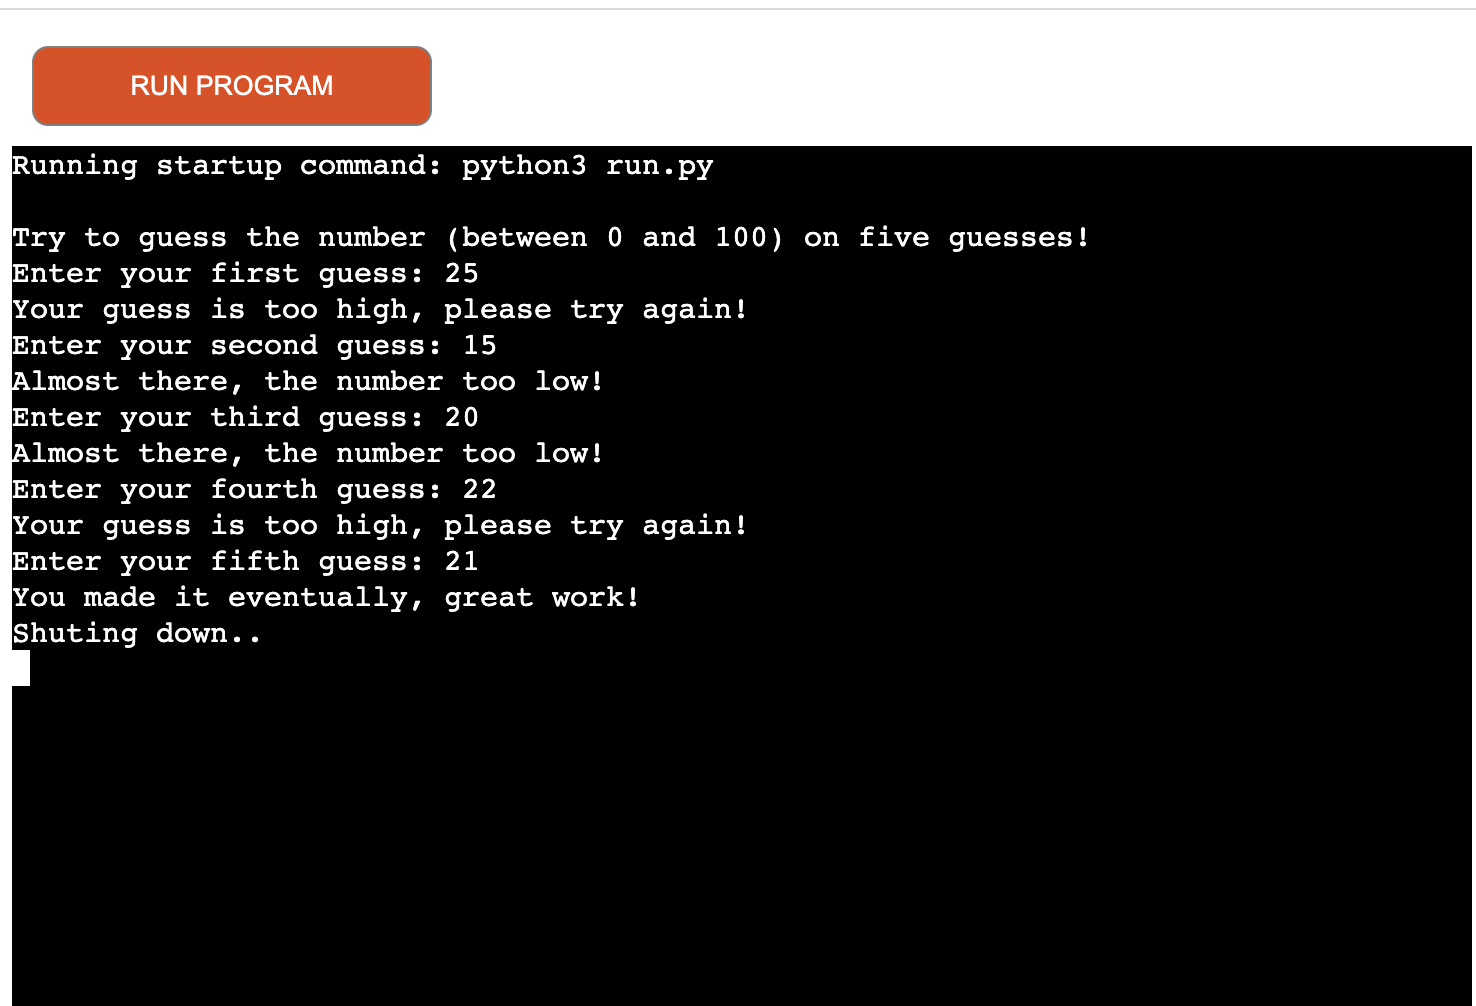 RUN PROGRAM
Running startup command: python3 run.py
Try to guess the number (between 0 and 100) on five guesses!
Enter your first guess: 25
Your guess is too high, please try again!
Enter your second guess: 15
Almost there, the number too low!
Enter your third guess: 20
Almost there, the number too low!
Enter your fourth guess: 22
Your guess is too high, please try again!
Enter your fifth guess: 21
You made it eventually, great work!
Shuting down..